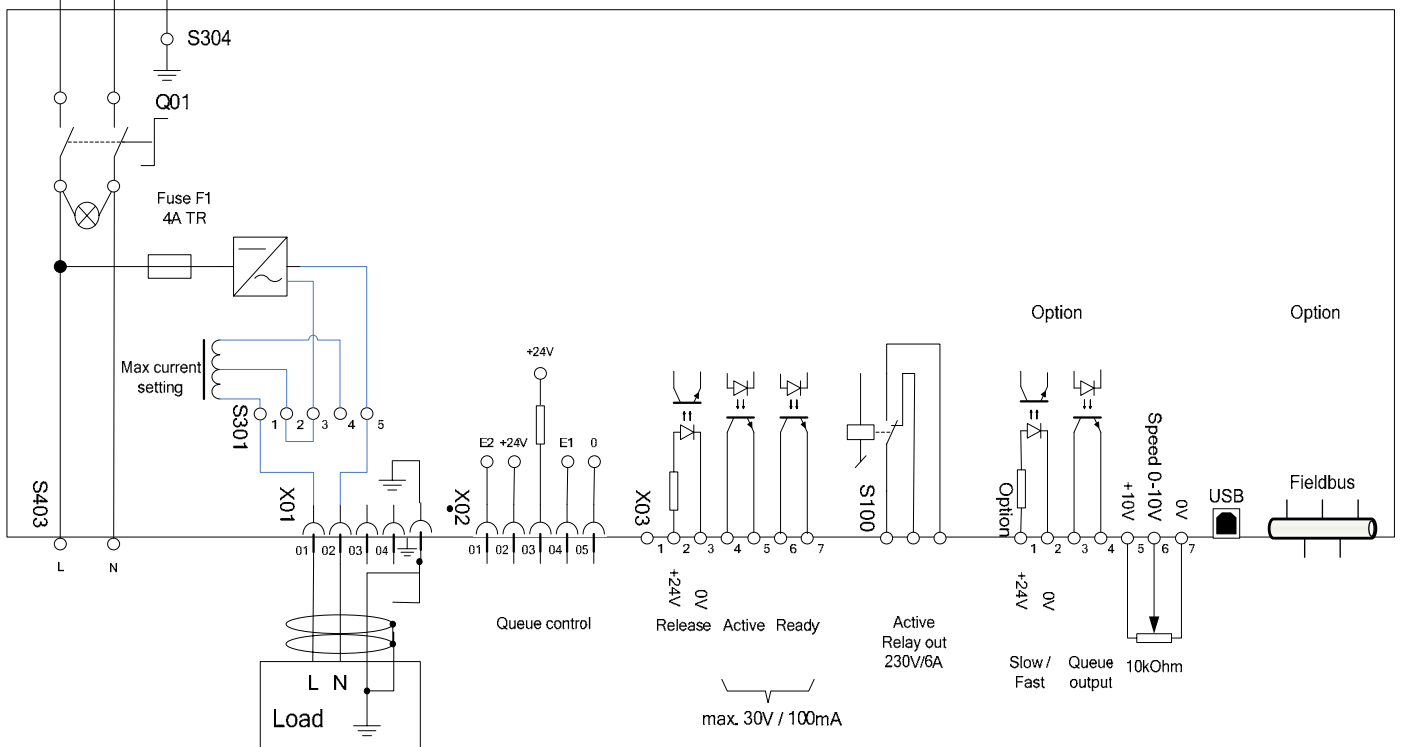 S304
Q01
Fuse F1
4A TR
Option
Option
Max current
setting
S301
1
2
3
4
5
+24V
E2
+24V
E1
0
Speed 0-10V
+10V
0V
USB
Fieldbus
S403
X01
X02
X03
S100
Option
01
02
03
04
01
02
03
04
05
1
2
3
4
5
6
7
1
2
3
4
5
6
7
L
N
+24V
0V
+24V
0V
Queue control
Release
Active
Ready
Active
Relay out
230V/6A
Slow /
Fast
Queue
output
10kOhm
L N
Load
max. 30V / 100mA